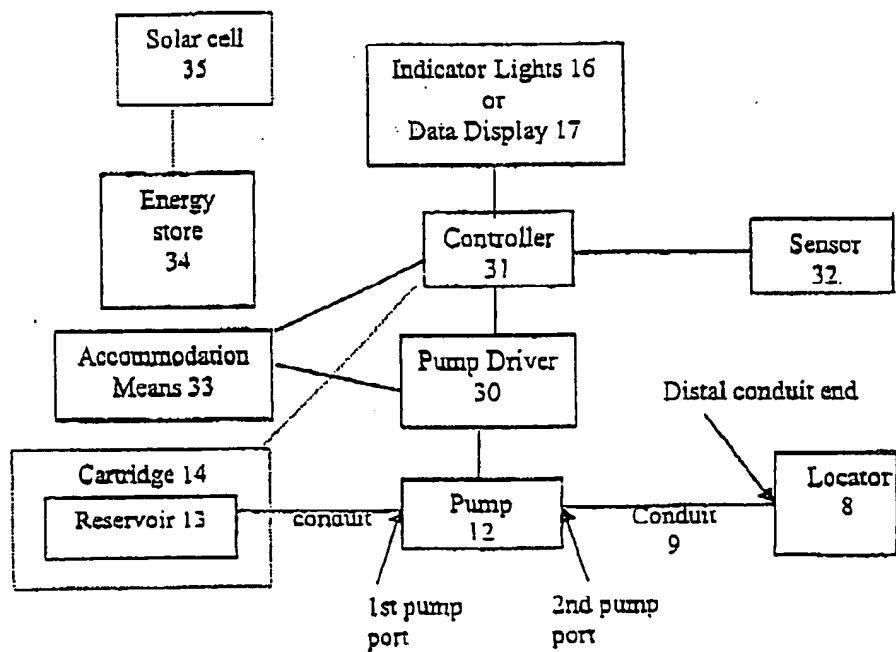 Solar cell
35
Indicator Lights 16
or
Data Display 17
Energy
store
34
Controller
31
Sensor
32.
Accommodation
Means 33
Pump Driver
30
Distal conduit end
Cartridge 14
Reservoir 13
conduit
Pump
12
Conduit
9
Locator
8
1st pump
port
2nd pump
port